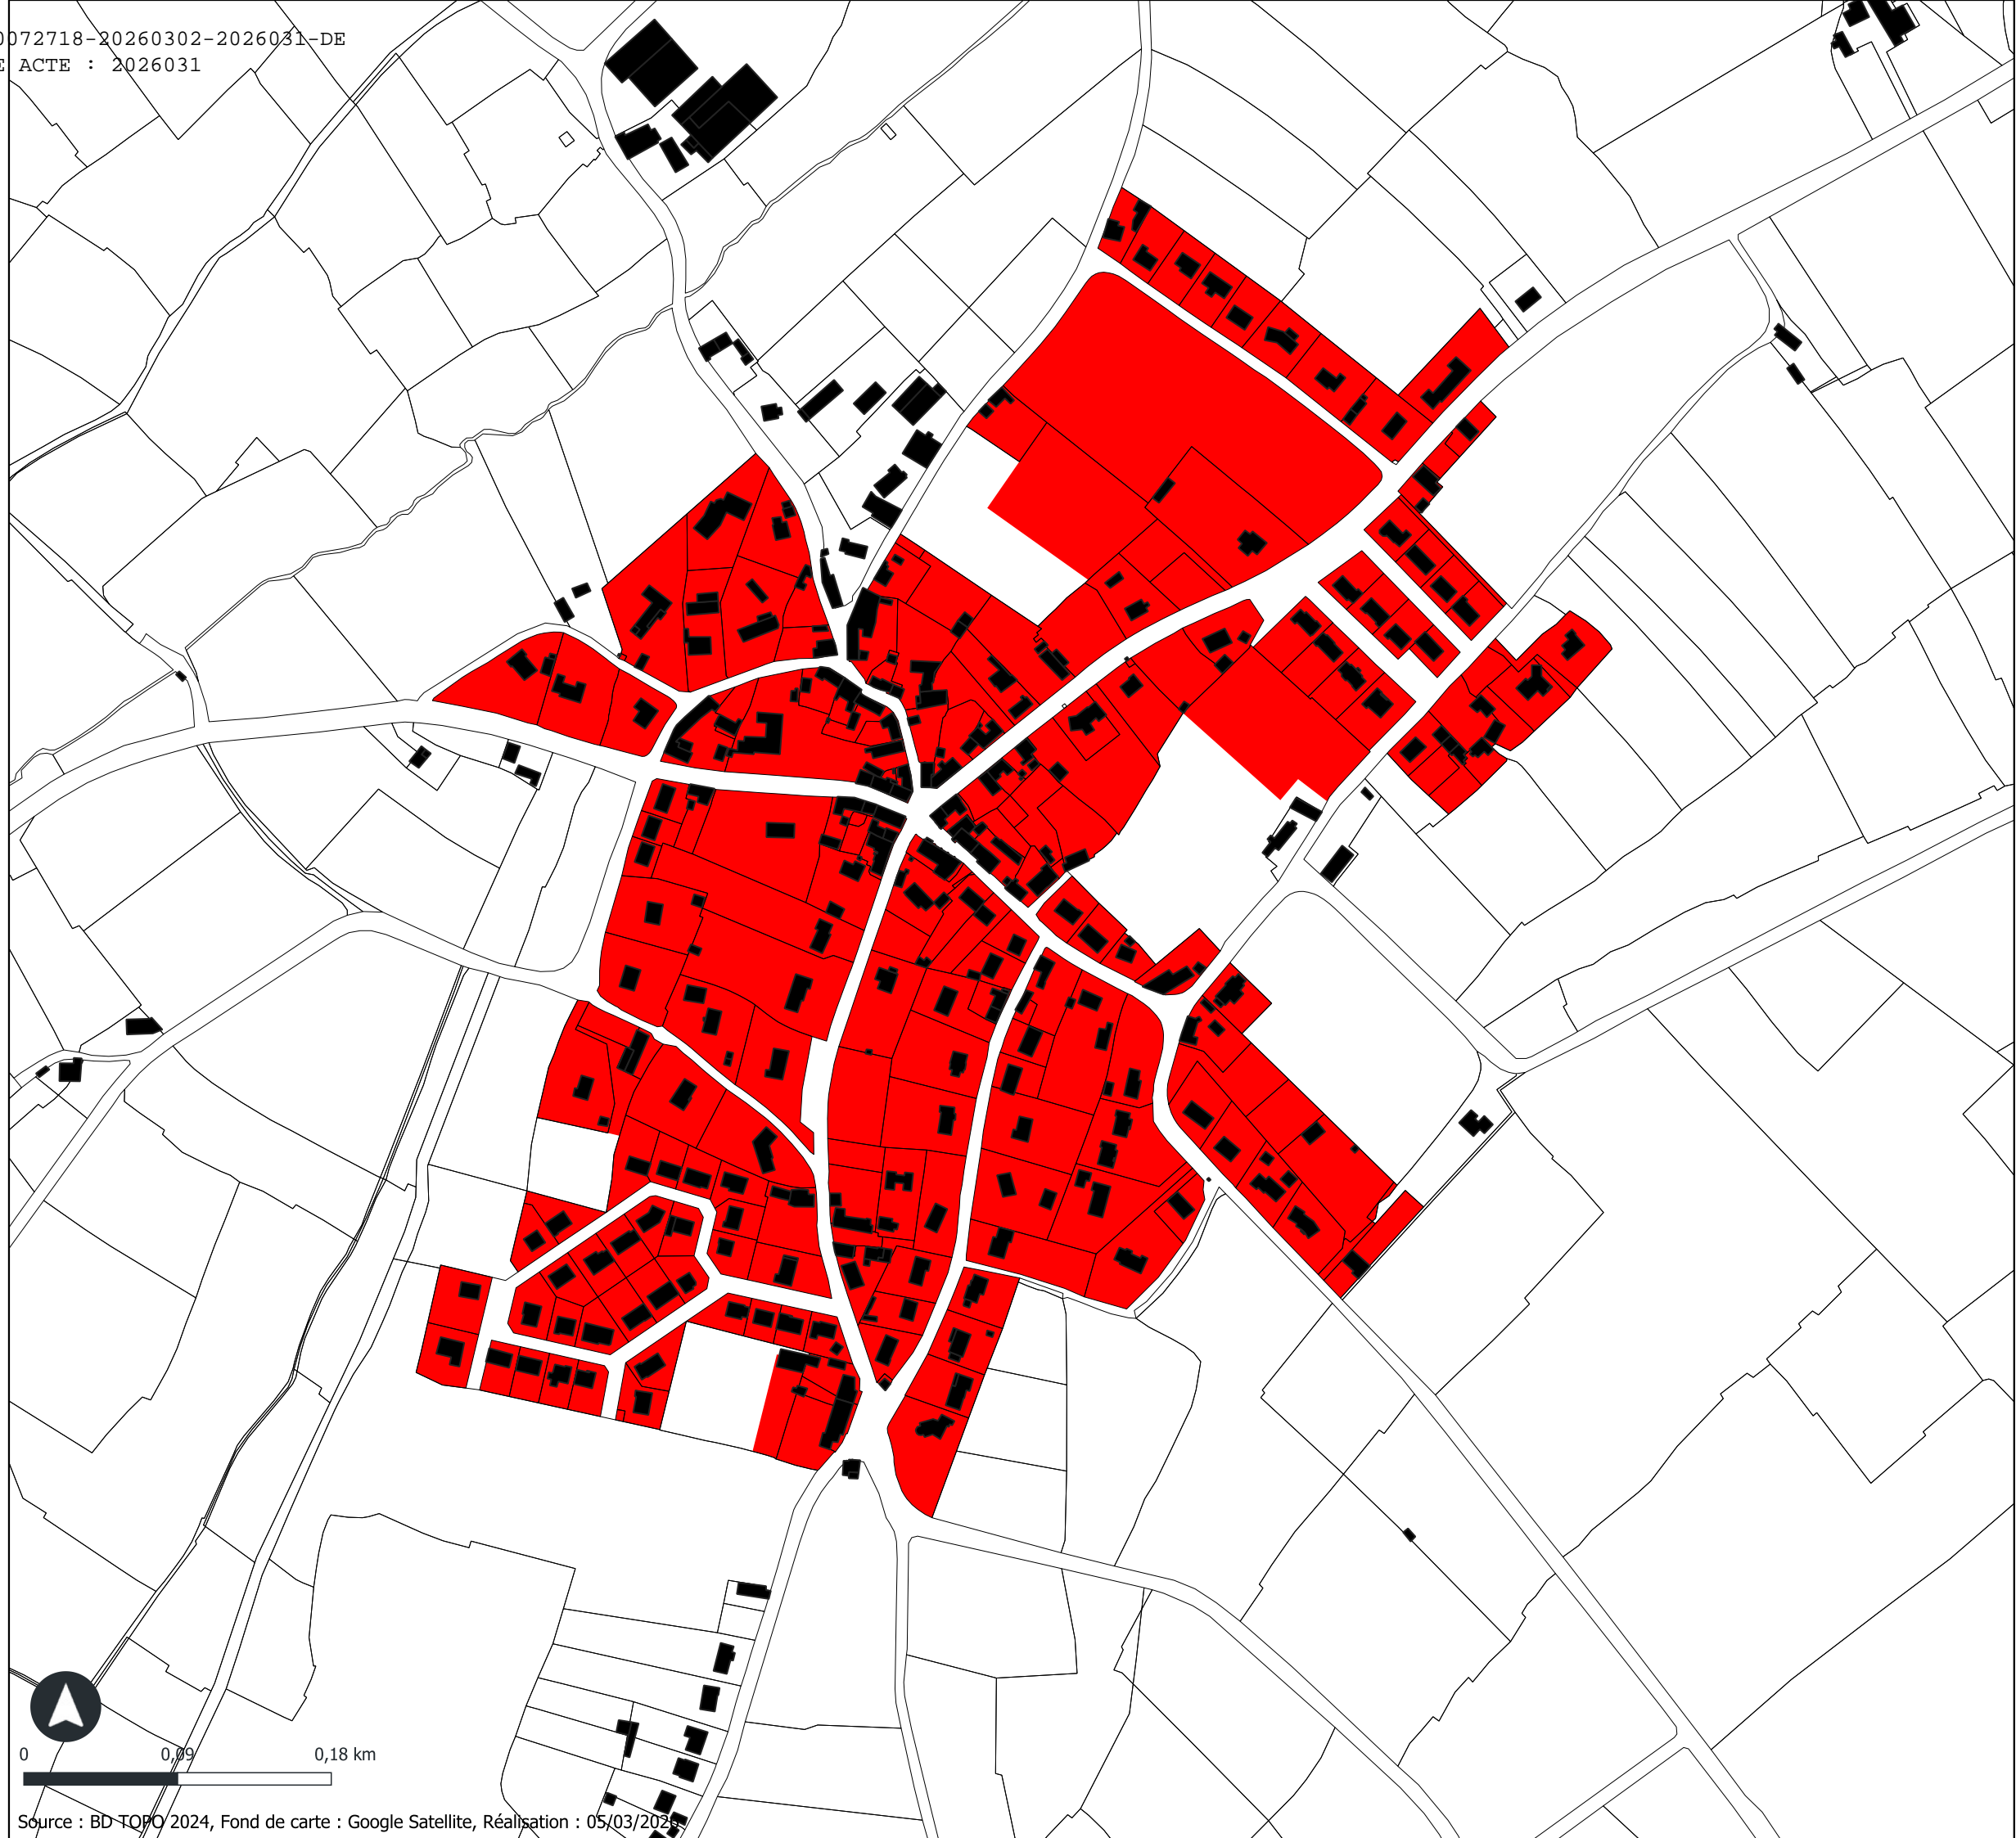 0072718-20260302-2026031-DE
E ACTE : 2026031
0 0,09 0,18 km
Source : BD TOPO 2024, Fond de carte : Google Satellite, Réalisation : 05/03/2026